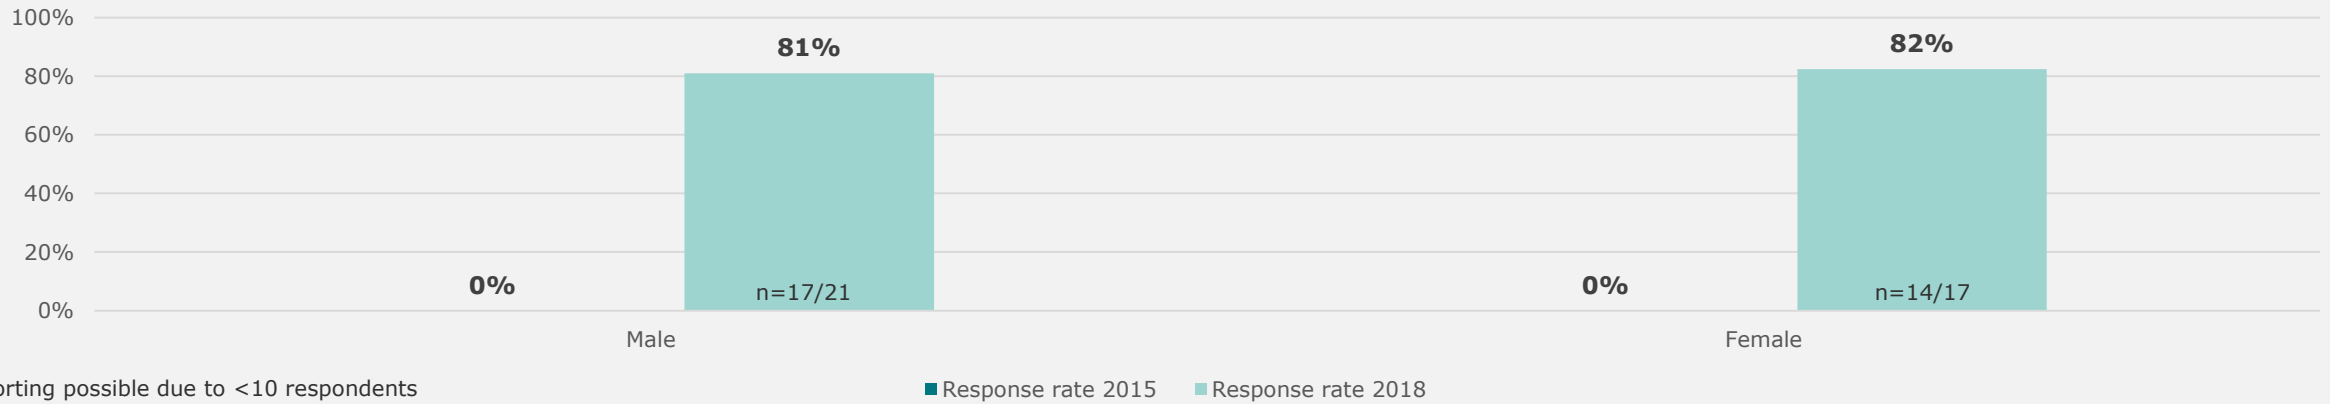 100%
80%
60%
40%
20%
0%
0%
81%
n=17/21
0%
82%
n=14/17
Male
Female
possible due to <10 respondents
Response rate 2015
Response rate 2018